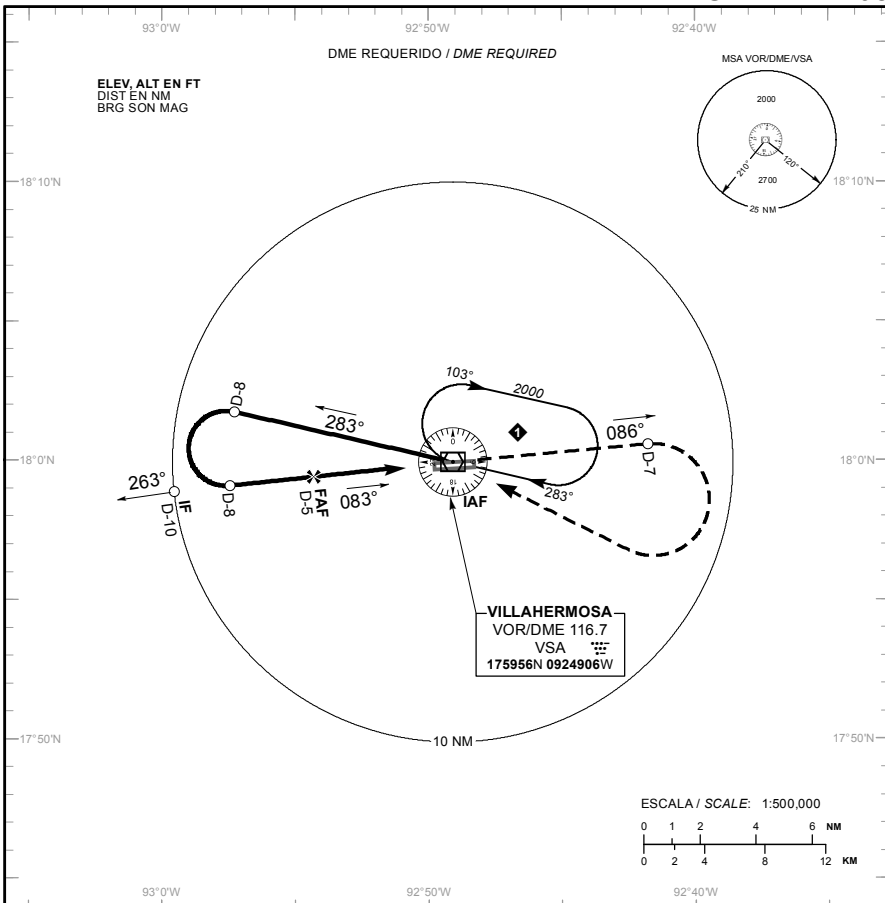 93°0'W
92°50'W
92°40'W
DME REQUERIDO / DME REQUIRED
MSA VOR/DME/VSA
ELEV, ALT EN FT
DIST EN NM
BRG SON MAG
2000
210°
120°
2700
25 NM
18°10'N
18°10'N
103°
2000
D-8
283°
1
086°
D-7
18°0'N
18°0'N
0
18
283°
IAF
263°
IF
D-10
D-8
FAF
D-5
083°
VILLAHERMOSA
VOR/DME 116.7
VSA
175956N 0924906W
17°50'N
10 NM
17°50'N
ESCALA / SCALE: 1:500,000
0 1 2 4 6 NM
0 2 4 8 12 KM
93°0'W
92°50'W
92°40'W